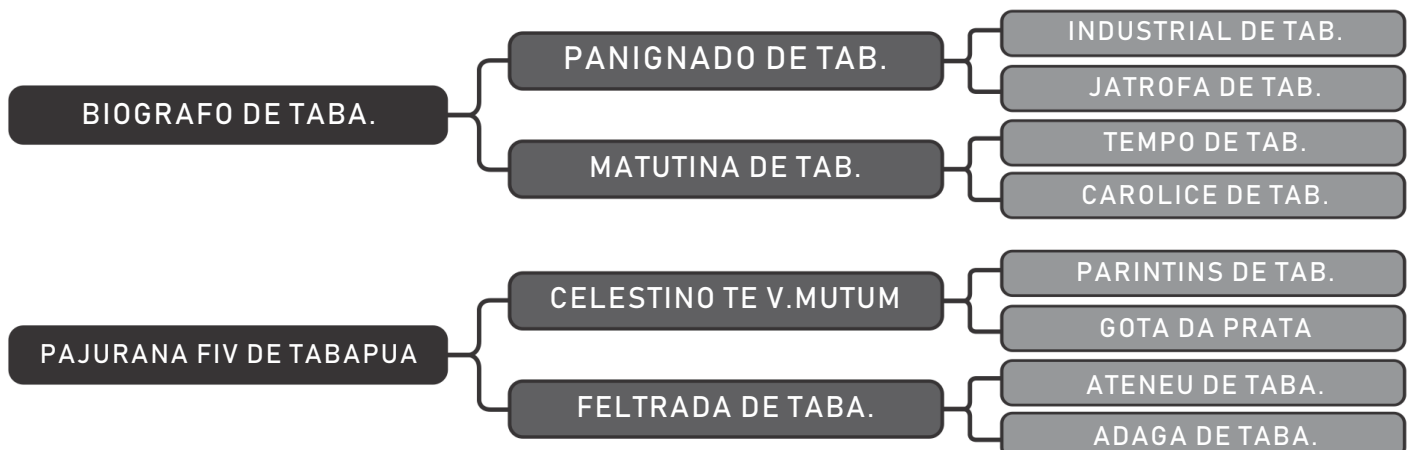 BIOGRAFO DE TABA.
PANIGNADO DE TAB.
MATUTINA DE TAB.
INDUSTRIAL DE TAB.
JATROFA DE TAB.
TEMPO DE TAB.
CAROLICE DE TAB.
PAJURANA FIV DE TABAPUA
CELESTINO TE V.MUTUM
FELTRADA DE TABA.
PARINTINS DE TAB.
GOTA DA PRATA
ATENEU DE TABA.
ADAGA DE TABA.